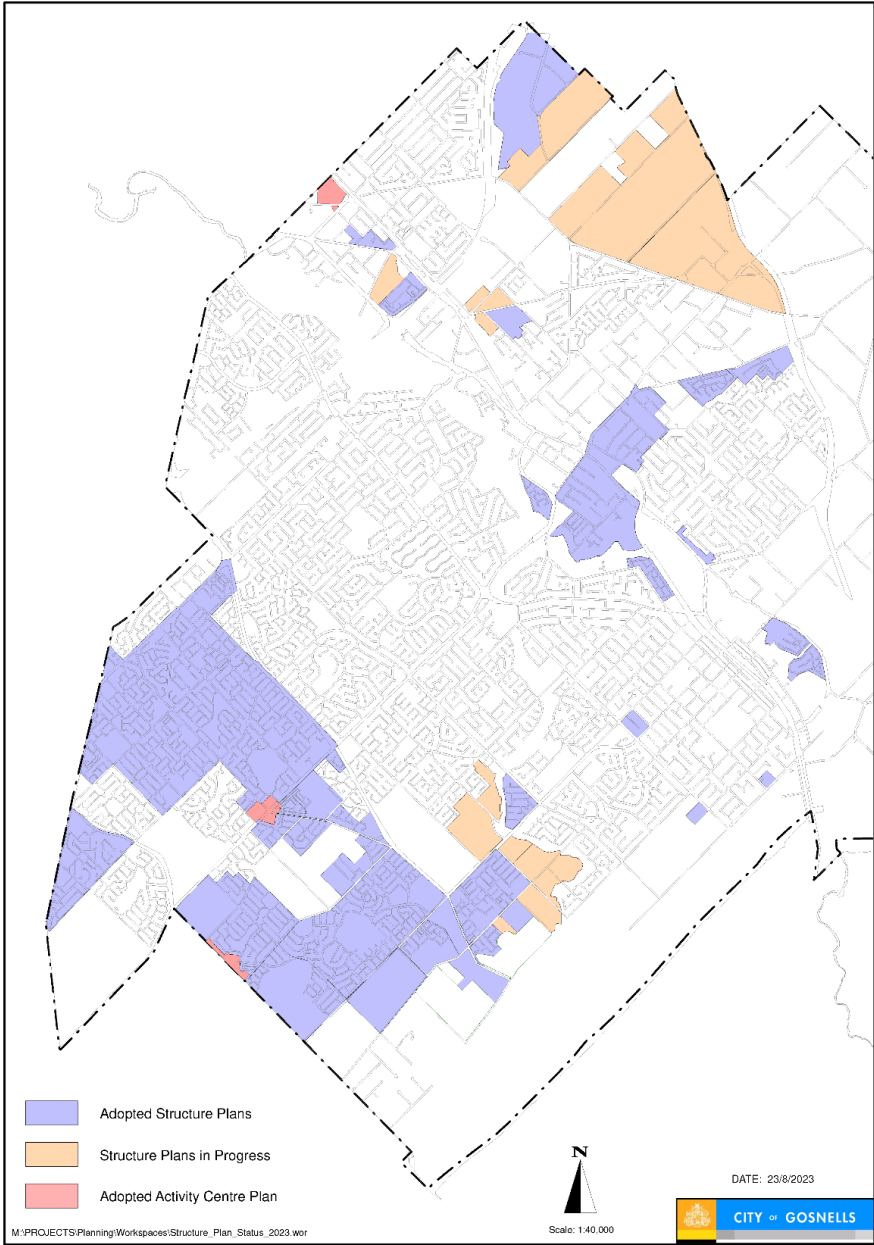 Adopted Structure Plans
Structure Plans in Progress
Adopted Activity Centre Plan
N
Scale: 1:40,000
DATE: 23/8/2023
CITY OF GOSNELLS
M:\PROJECTS\Planning\Workspaces\Structure_Plan_Status_2023.wor